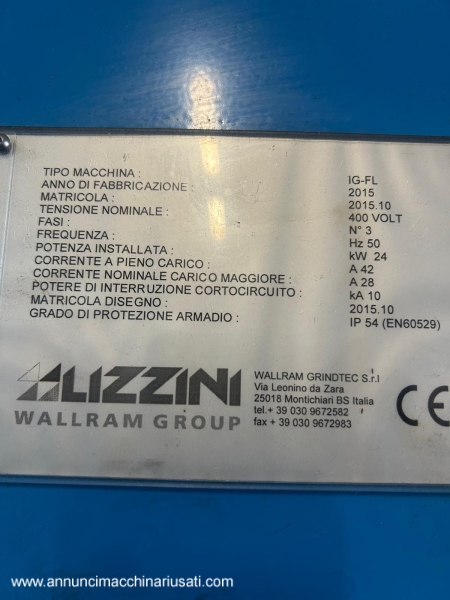 TIPO MACCHINA : IG-FL
ANNO DI FABBRICAZIONE : 2015
MATRICOLA : 2015.10
TENSIONE NOMINALE : 400 VOLT
FASI : N° 3
FREQUENZA : Hz 50
POTENZA INSTALLATA : kW 24
CORRENTE A PIENO CARICO : A 42
CORRENTE NOMINALE CARICO MAGGIORE : A 28
POTERE DI INTERRUZIONE CORTOCIRCUITO : kA 10
MATRICOLA DISEGNO : 2015.10
GRADO DI PROTEZIONE ARMADIO : IP 54 (EN60529)
LIZZINI
WALLRAM GROUP
WALLRAM GRINDTEC S.r.l
Via Leonino da Zara
25018 Montichiari BS Italia
tel.+ 39 030 9672582
fax + 39 030 9672983
CE
www.annuncimacchinariusati.com